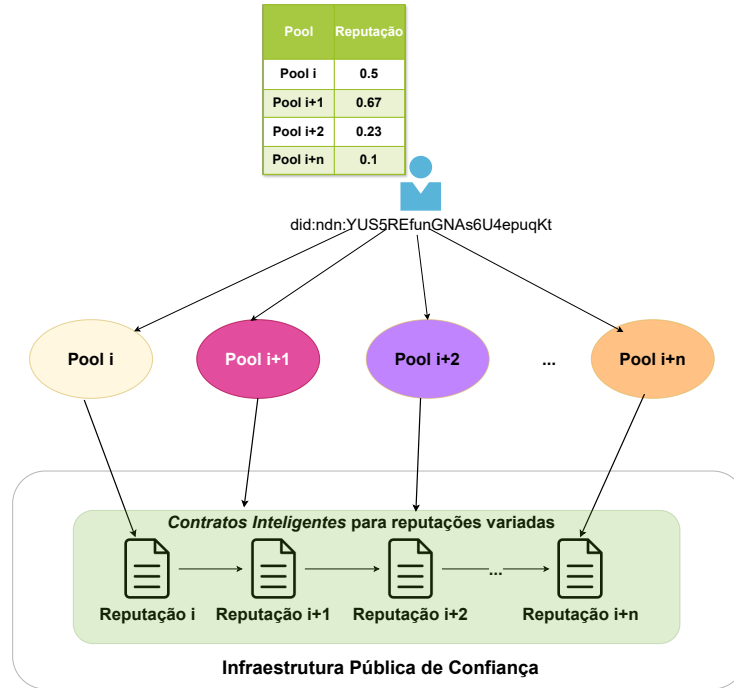 Pool Reputação
Pool i 0.5
Pool i+1 0.67
Pool i+2 0.23
Pool i+n 0.1
did:ndn:YUS5REfunGNAs6U4epuqKt
Pool i Pool i+1 Pool i+2 ... Pool i+n
Contratos Inteligentes para reputações variadas
...
Reputação i Reputação i+1 Reputação i+2 Reputação i+n
Infraestrutura Pública de Confiança